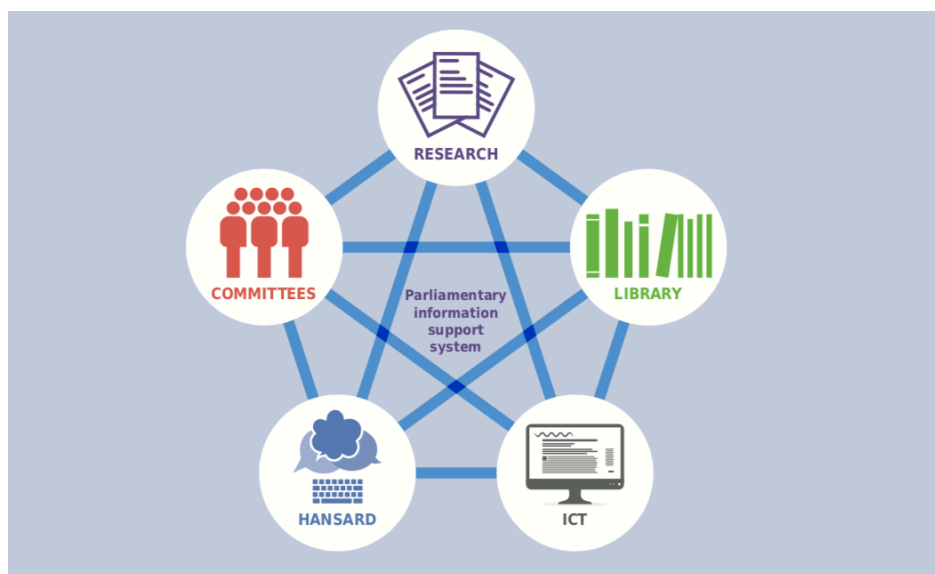 RESEARCH
COMMITTEES
LIBRARY
Parliamentary
information
support
system
HANSARD
ICT